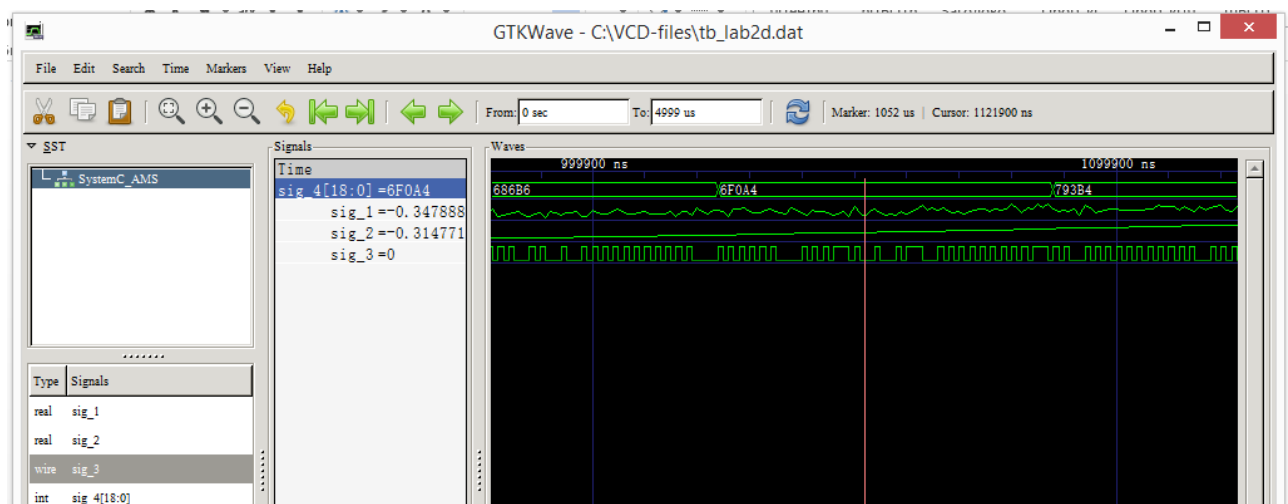 GTKWave - C:\VCD-files\tb_lab2d.dat
File Edit Search Time Markers View Help
From: 0 sec To: 4999 us Marker: 1052 us | Cursor: 1121900 ns
SST
SystemC_AMS
Type Signals
real sig_1
real sig_2
wire sig_3
int sig_4[18:0]
Signals
Time
sig_4[18:0] =6F0A4
sig_1 =-0.347888
sig_2 =-0.314771
sig_3 =0
Waves
999900 ns 1099900 ns
686B6 6F0A4 793B4